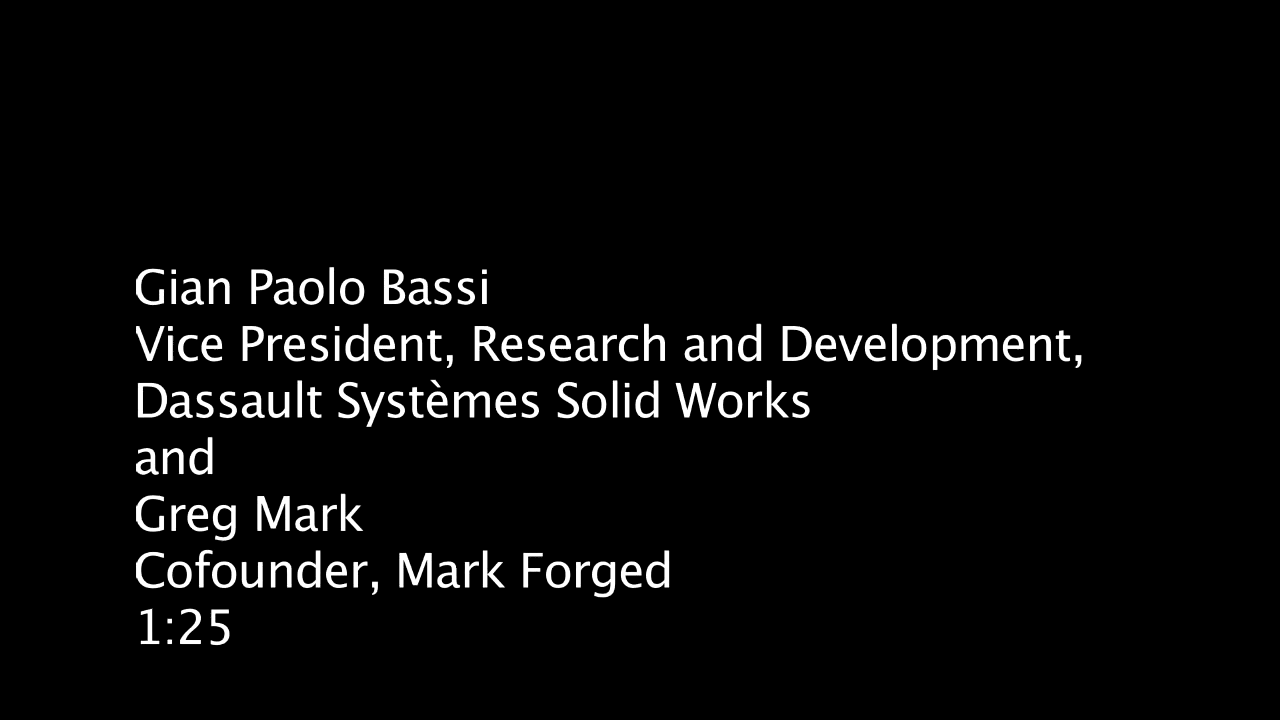 Gian Paolo Bassi
Vice President, Research and Development,
Dassault Systèmes Solid Works
and
Greg Mark
Cofounder, Mark Forged
1:25